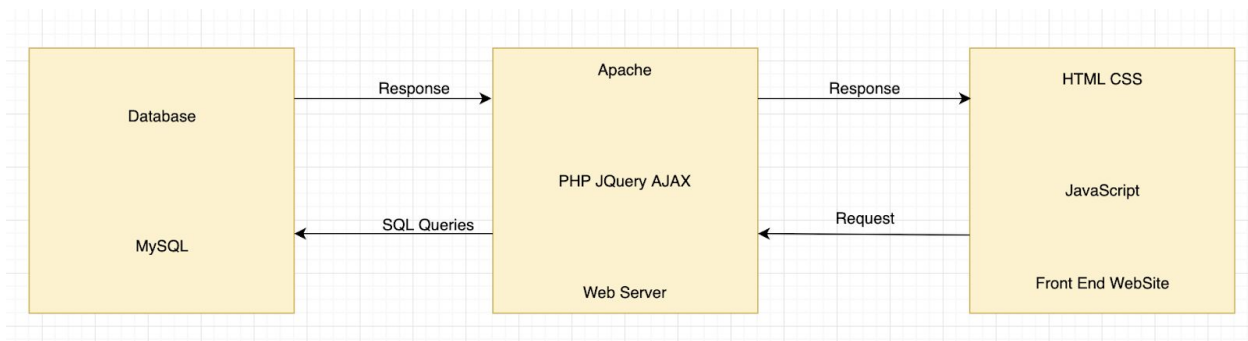 Database
MySQL
Response
SQL Queries
Apache
PHP JQuery AJAX
Web Server
Response
Request
HTML CSS
JavaScript
Front End WebSite